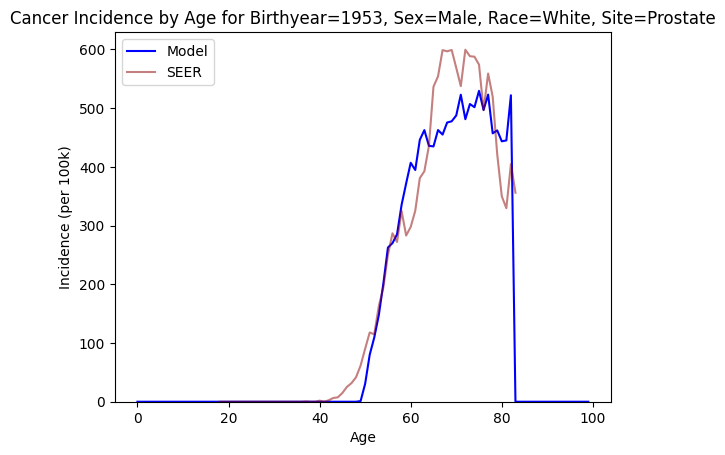 Cancer Incidence by Age for Birthyear=1953, Sex=Male, Race=White, Site=Prostate
Model
SEER
600
500
400
300
200
100
0
Incidence (per 100k)
0 20 40 60 80 100
Age